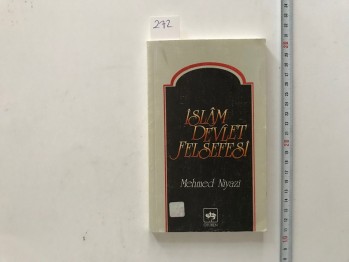 272
İSLÂM
DEVLET
FELSEFESİ
Mehmed Niyazi